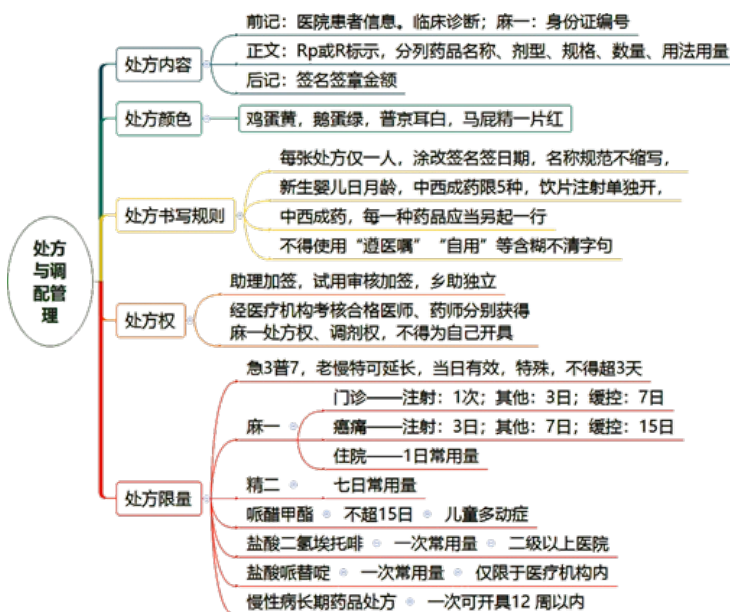 处方
与调
配管
理
处方内容
前记：医院患者信息。临床诊断；麻一：身份证编号
正文：Rp或R标示，分列药品名称、剂型、规格、数量、用法用量
后记：签名签章金额
处方颜色
鸡蛋黄，鹅蛋绿，普京耳白，马屁精一片红
处方书写规则
每张处方仅一人，涂改签名签日期，名称规范不缩写，
新生婴儿日月龄，中西成药限5种，饮片注射单独开，
中西成药，每一种药品应当另起一行
不得使用“遵医嘱”“自用”等含糊不清字句
处方权
助理加签，试用审核加签，乡助独立
经医疗机构考核合格医师、药师分别获得
麻一处方权、调剂权，不得为自己开具
处方限量
急3普7，老慢特可延长，当日有效，特殊，不得超3天
麻一
门诊——注射：1次；其他：3日；缓控：7日
癌痛——注射：3日；其他：7日；缓控：15日
住院——1日常用量
精二 七日常用量
哌醋甲酯 不超15日 儿童多动症
盐酸二氢埃托啡 一次常用量 二级以上医院
盐酸哌替啶 一次常用量 仅限于医疗机构内
慢性病长期药品处方 一次可开具12 周以内